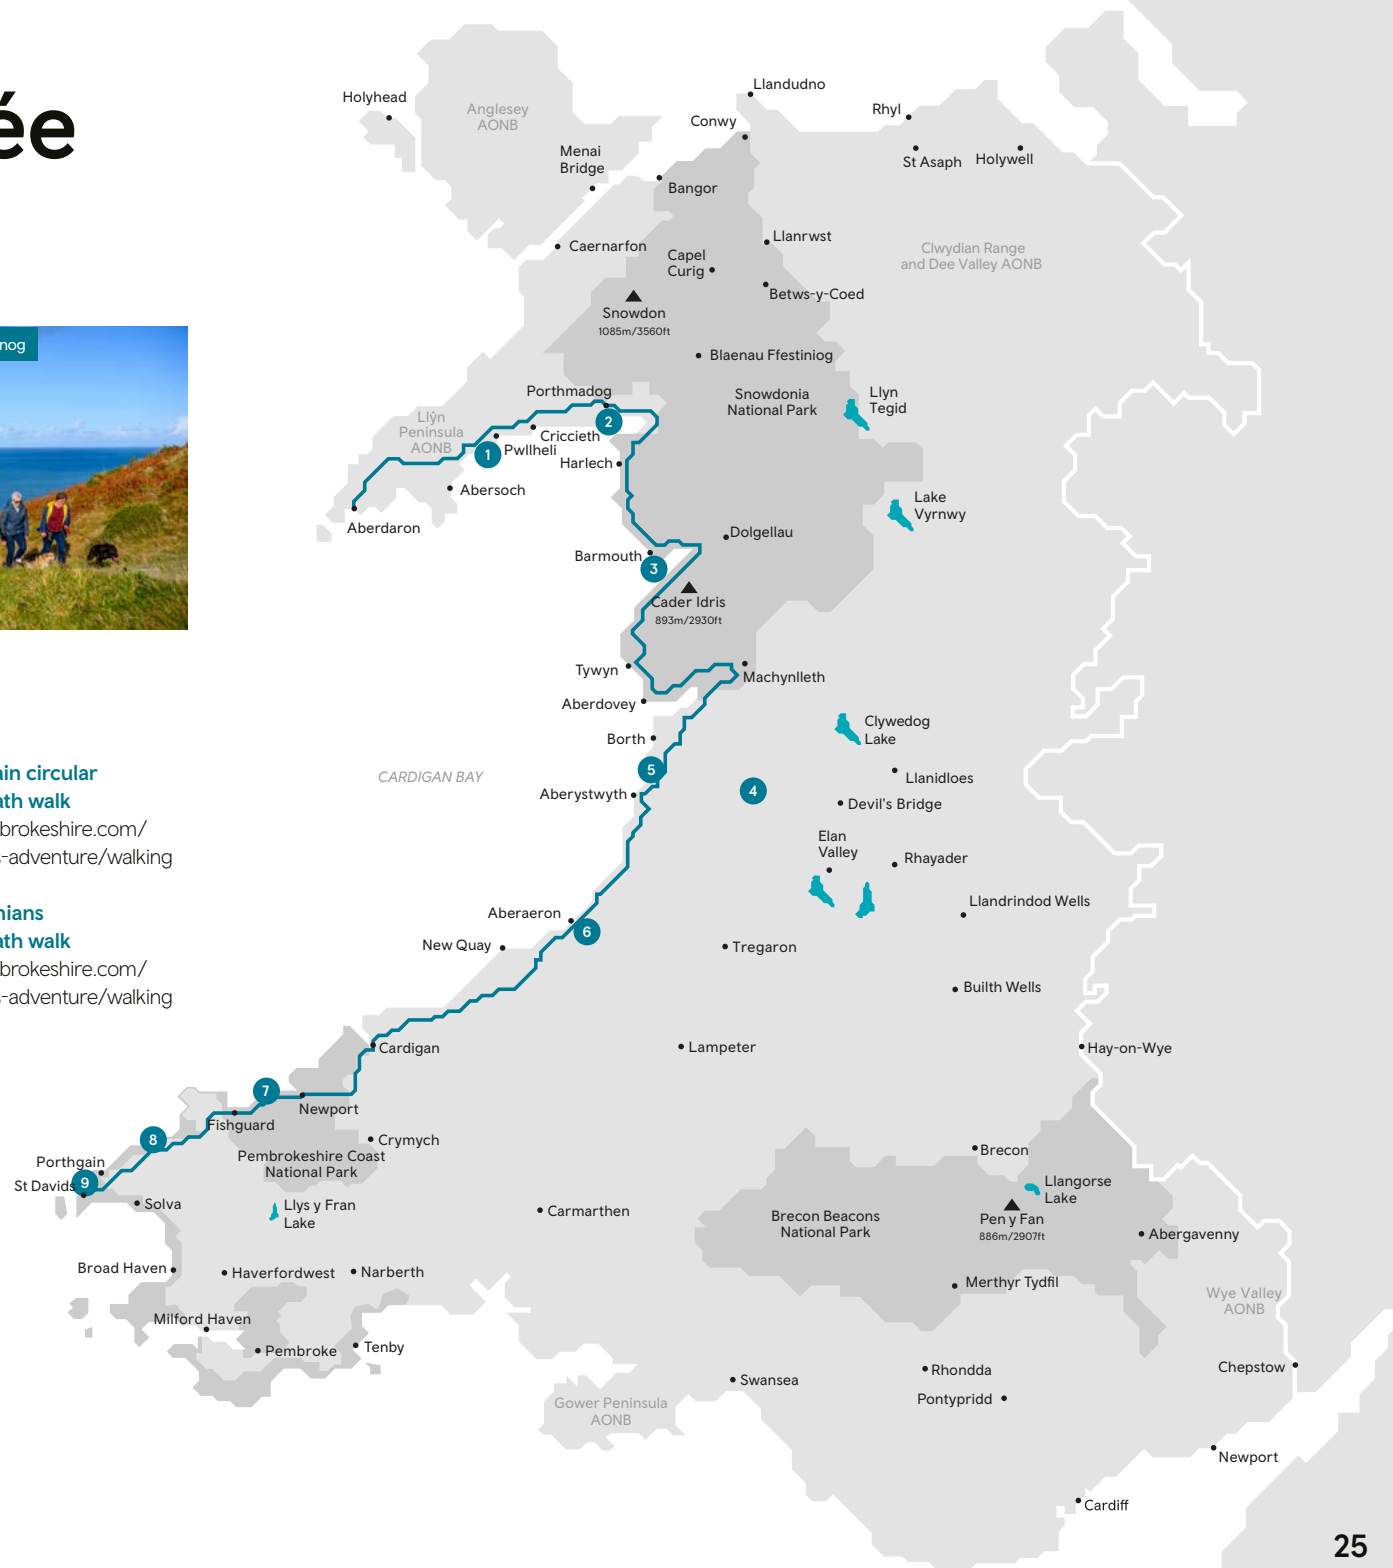 ée
nog
ain circular
ath walk
brokeshire.com/
s-adventure/walking
nians
ath walk
brokeshire.com/
s-adventure/walking
Holyhead
Anglesey
AONB
Menai
Bridge
Llandudno
Conwy
Rhyl
St Asaph
Holywell
Bangor
Caernarfon
Llanrwst
Capel
Curig
Betws-y-Coed
Clwydian Range
and Dee Valley AONB
Snowdon
1085m/3560ft
Blaenau Ffestiniog
Porthmadog
Snowdonia
National Park
Llyn
Tegid
Llŷn
Peninsula
AONB
2
Criccieth
1
Pwllheli
Harlech
Abersoch
Aberdaron
Lake
Vyrnwy
Dolgellau
Barmouth
3
Cader Idris
893m/2930ft
Tywyn
Machynlleth
Aberdovey
Borth
Clywedog
Lake
CARDIGAN BAY
5
Llanidloes
Aberystwyth
4
Devil's Bridge
Elan
Valley
Rhayader
Llandrindod Wells
Aberaeron
6
New Quay
Tregaron
Builth Wells
Cardigan
Lampeter
Hay-on-Wye
7
Newport
Fishguard
8
Crymych
Pembrokeshire Coast
National Park
Porthgain
St Davids
9
Solva
Llys y Fran
Lake
Carmarthen
Brecon
Llangorse
Lake
Brecon Beacons
National Park
Pen y Fan
886m/2907ft
Abergavenny
Broad Haven
Haverfordwest
Narberth
Merthyr Tydfil
Wye Valley
AONB
Milford Haven
Pembroke
Tenby
Swansea
Rhondda
Pontypridd
Chepstow
Gower Peninsula
AONB
Newport
Cardiff
25